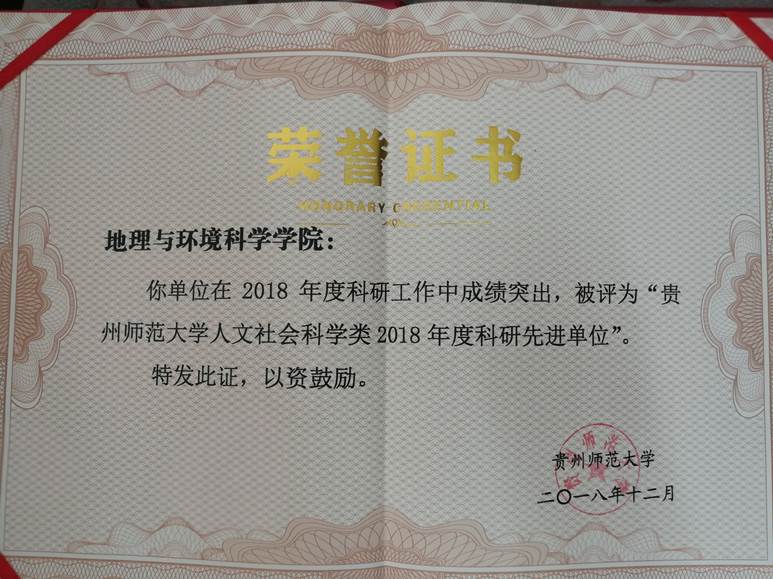 荣誉证书
HONORARY CREDENTIAL
地理与环境科学学院：
你单位在 2018 年度科研工作中成绩突出，被评为“贵
州师范大学人文社会科学类 2018 年度科研先进单位”。
特发此证，以资鼓励。
贵州师范大学
二〇一八年十二月